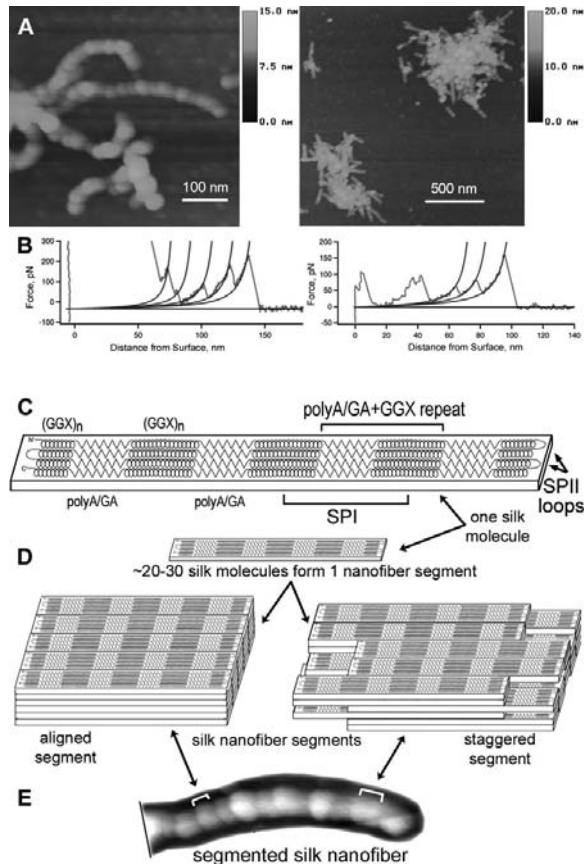 A
15.0 nm
7.5 nm
0.0 nm
100 nm
20.0 nm
10.0 nm
0.0 nm
500 nm
B
Force, pN
300
200
100
0
-100
0
50
100
150
Distance from Surface, nm
Force, pN
200
150
100
50
0
-50
0
20
40
60
80
100
120
140
Distance from Surface, nm
C
(GGX)n
(GGX)n
polyA/GA+GGX repeat
N
C
polyA/GA
polyA/GA
SPI
SPII
loops
one silk
molecule
D
~20-30 silk molecules form 1 nanofiber segment
aligned
segment
silk nanofiber segments
staggered
segment
E
segmented silk nanofiber